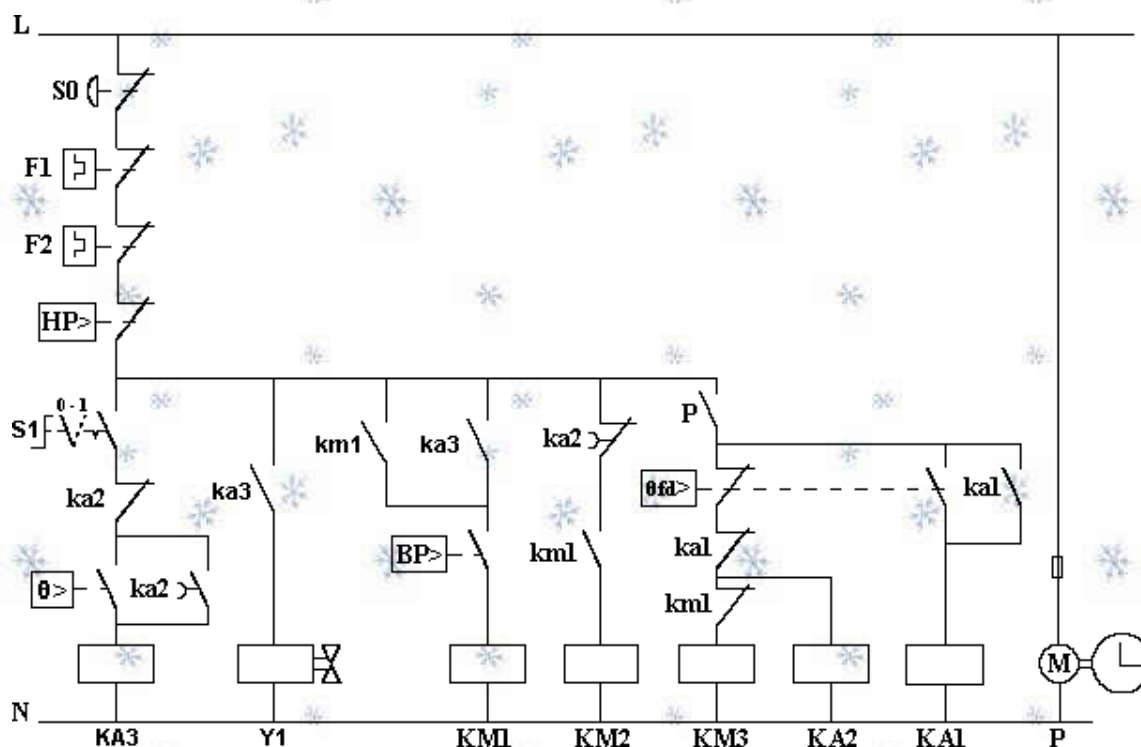 L
S0
F1
F2
HP>
0 - 1
S1
km1
ka3
ka2
P
ka2
ka3
θfd>
ka1
BP>
km1
ka1
θ>
ka2
km1
M
N
KA3 Y1 KM1 KM2 KM3 KA2 KA1 P